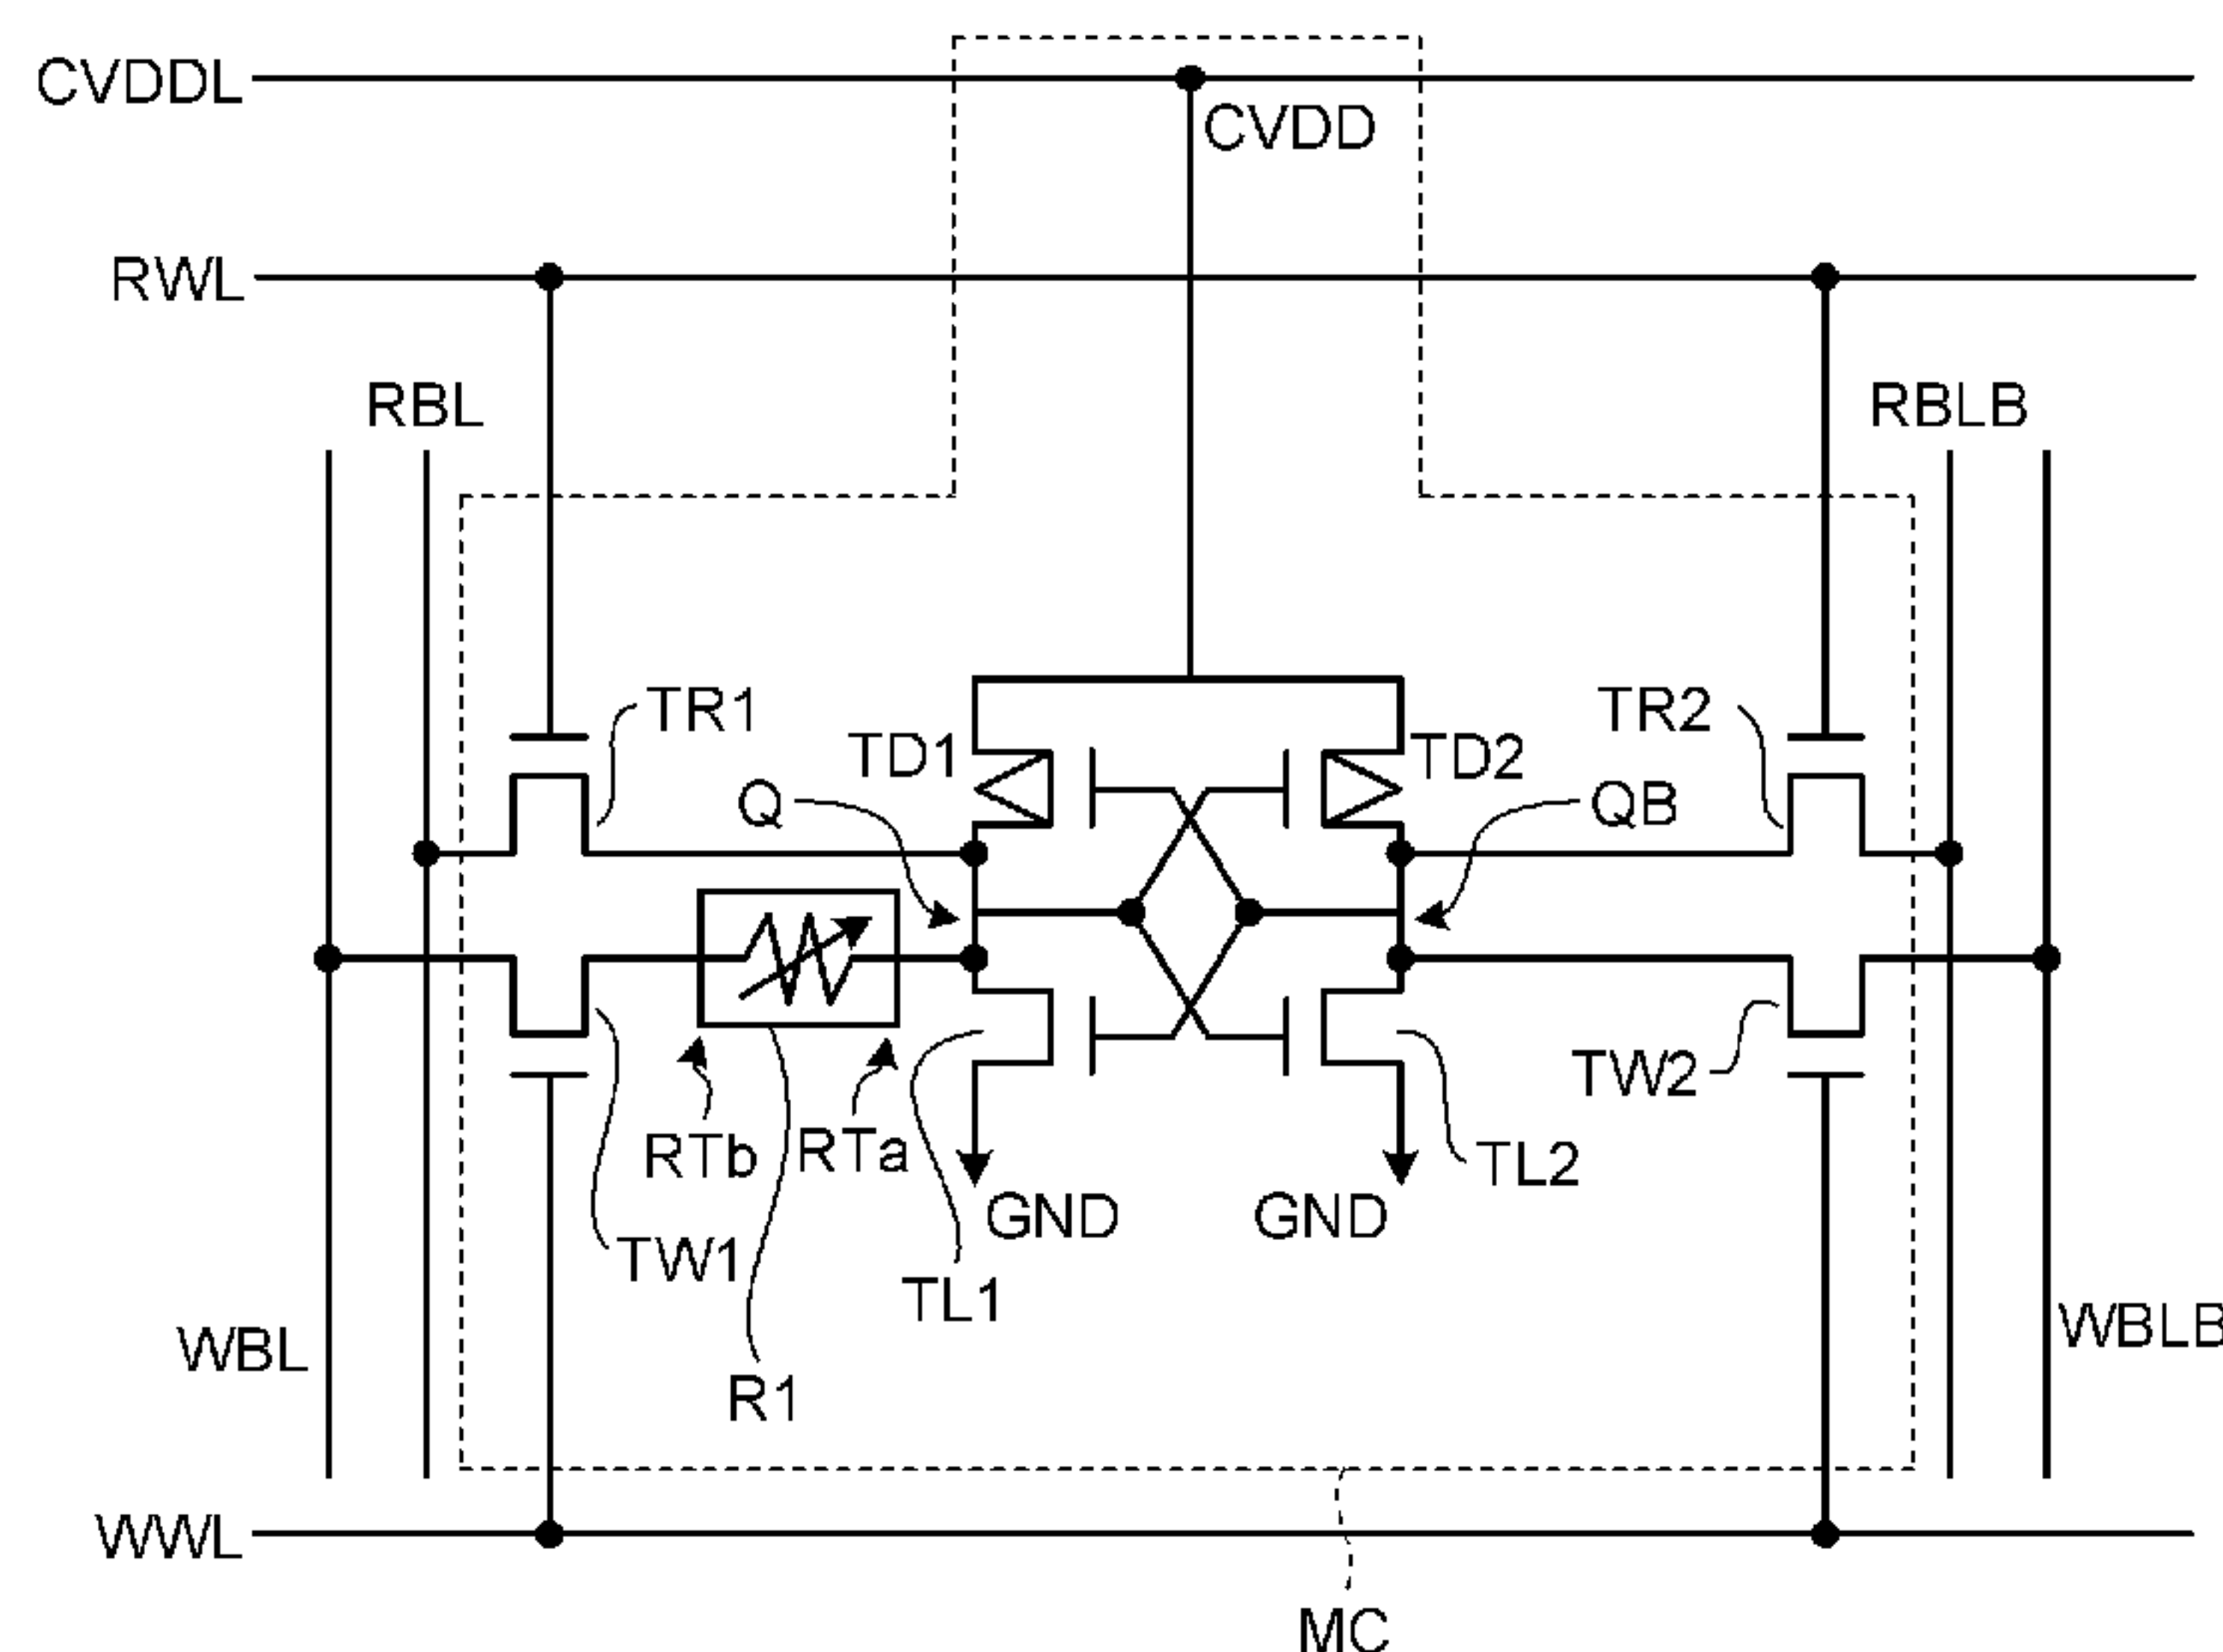 CVDDL
CVDD
RWL
RBL
RBLB
TR1
TR2
TD1
TD2
Q
QB
TW2
RTb
RTa
TL2
GND
GND
TW1
TL1
WBL
WBLB
R1
WWL
MC